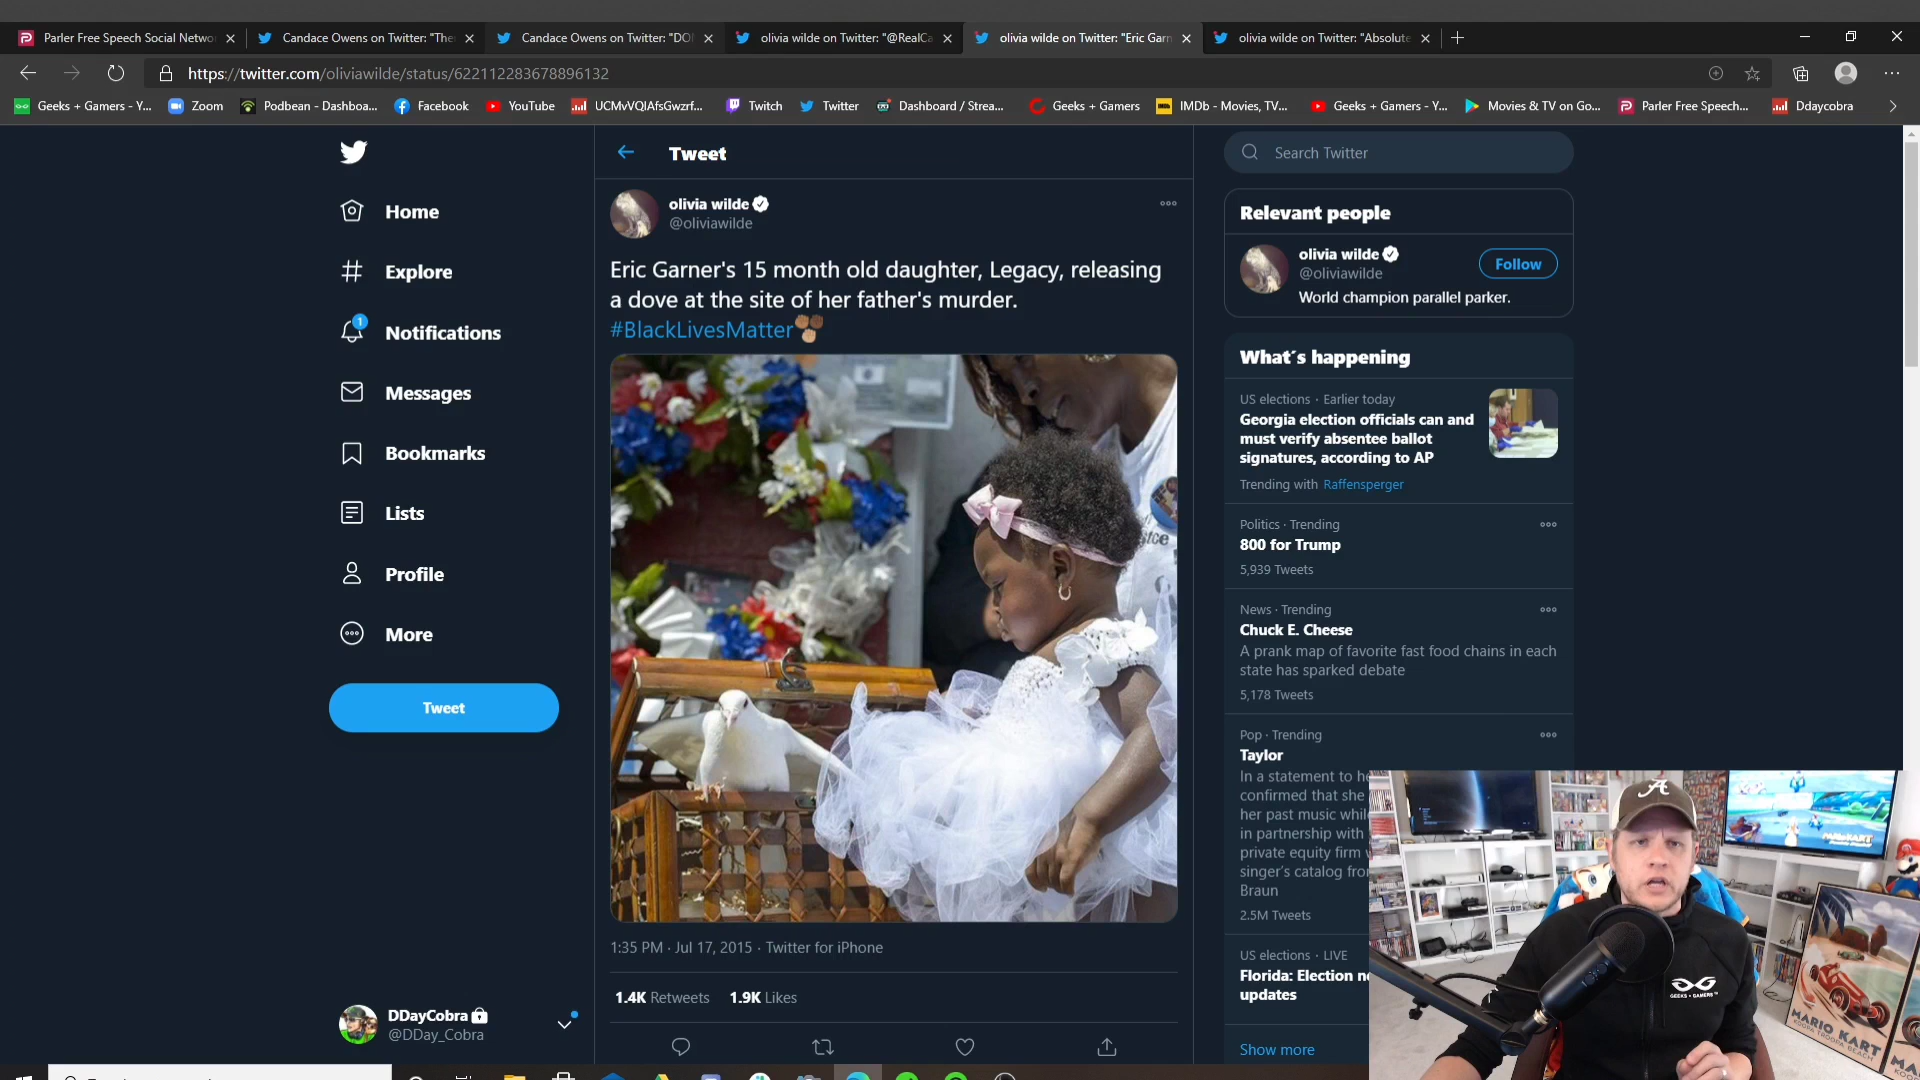 Parler Free Speech Social Netwo
Candace Owens on Twitter: "The
Candace Owens on Twitter: "DO
olivia wilde on Twitter: "@RealCa
olivia wilde on Twitter: "Eric Garn
olivia wilde on Twitter: "Absolute
https://twitter.com/oliviawilde/status/622112283678896132
Geeks + Gamers - Y...
Zoom
Podbean - Dashboa...
Facebook
YouTube
UCMvVQIAfsGwzrf...
Twitch
Twitter
Dashboard / Strea...
Geeks + Gamers
IMDb - Movies, TV...
Geeks + Gamers - Y...
Movies & TV on Go...
Parler Free Speech...
Ddaycobra
Home
Explore
1
Notifications
Messages
Bookmarks
Lists
Profile
More
Tweet
DDayCobra
@DDay_Cobra
Tweet
olivia wilde
@oliviawilde
Eric Garner's 15 month old daughter, Legacy, releasing
a dove at the site of her father's murder.
#BlackLivesMatter
1:35 PM · Jul 17, 2015 · Twitter for iPhone
1.4K Retweets 1.9K Likes
Search Twitter
Relevant people
olivia wilde
@oliviawilde
Follow
World champion parallel parker.
What's happening
US elections · Earlier today
Georgia election officials can and
must verify absentee ballot
signatures, according to AP
Trending with Raffensperger
Politics · Trending
800 for Trump
5,939 Tweets
News · Trending
Chuck E. Cheese
A prank map of favorite fast food chains in each
state has sparked debate
5,178 Tweets
Pop · Trending
Taylor
In a statement to
confirmed that she
her past music
in partnership with
private equity firm
singer's catalog
Braun
2.5M Tweets
US elections · LIVE
Florida: Election
updates
Show more
A
GEEKS + GAMERS
MARIO KART
KOOPA TROOPA BEACH